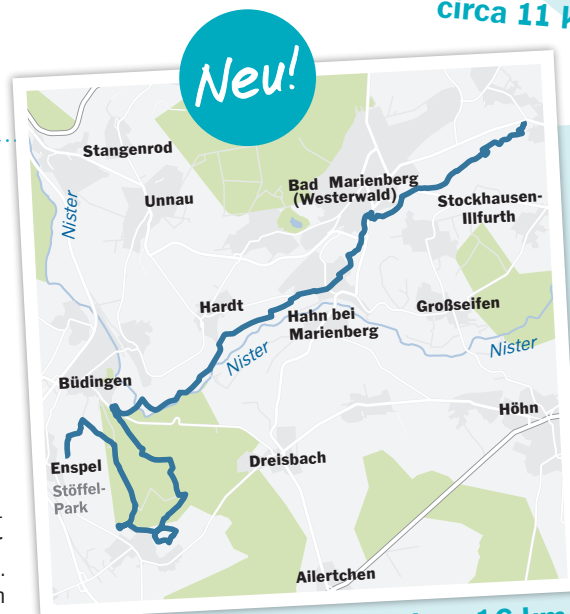 circa 11 k
Neu!
Stangenrod
Unnau
Nister
Bad Marienberg
(Westerwald)
Stockhausen-
Illfurth
Hardt
Hahn bei
Marienberg
Großseifen
Nister
Nister
Büdingen
Höhn
Enspel
Stöffel-
Park
Dreisbach
Ailertchen